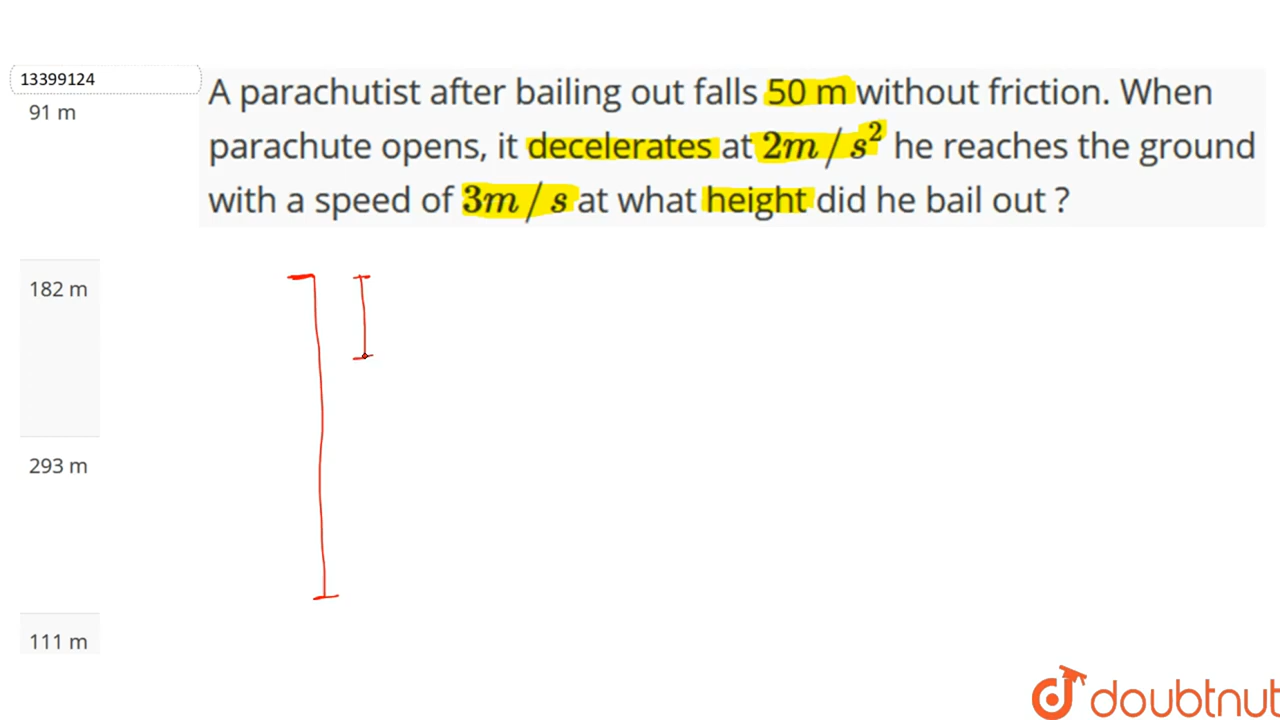 13399124
91 m
A parachutist after bailing out falls 50 m without friction. When
parachute opens, it decelerates at 2m/s² he reaches the ground
with a speed of 3m/s at what height did he bail out ?
182 m
293 m
111 m
doubtnut